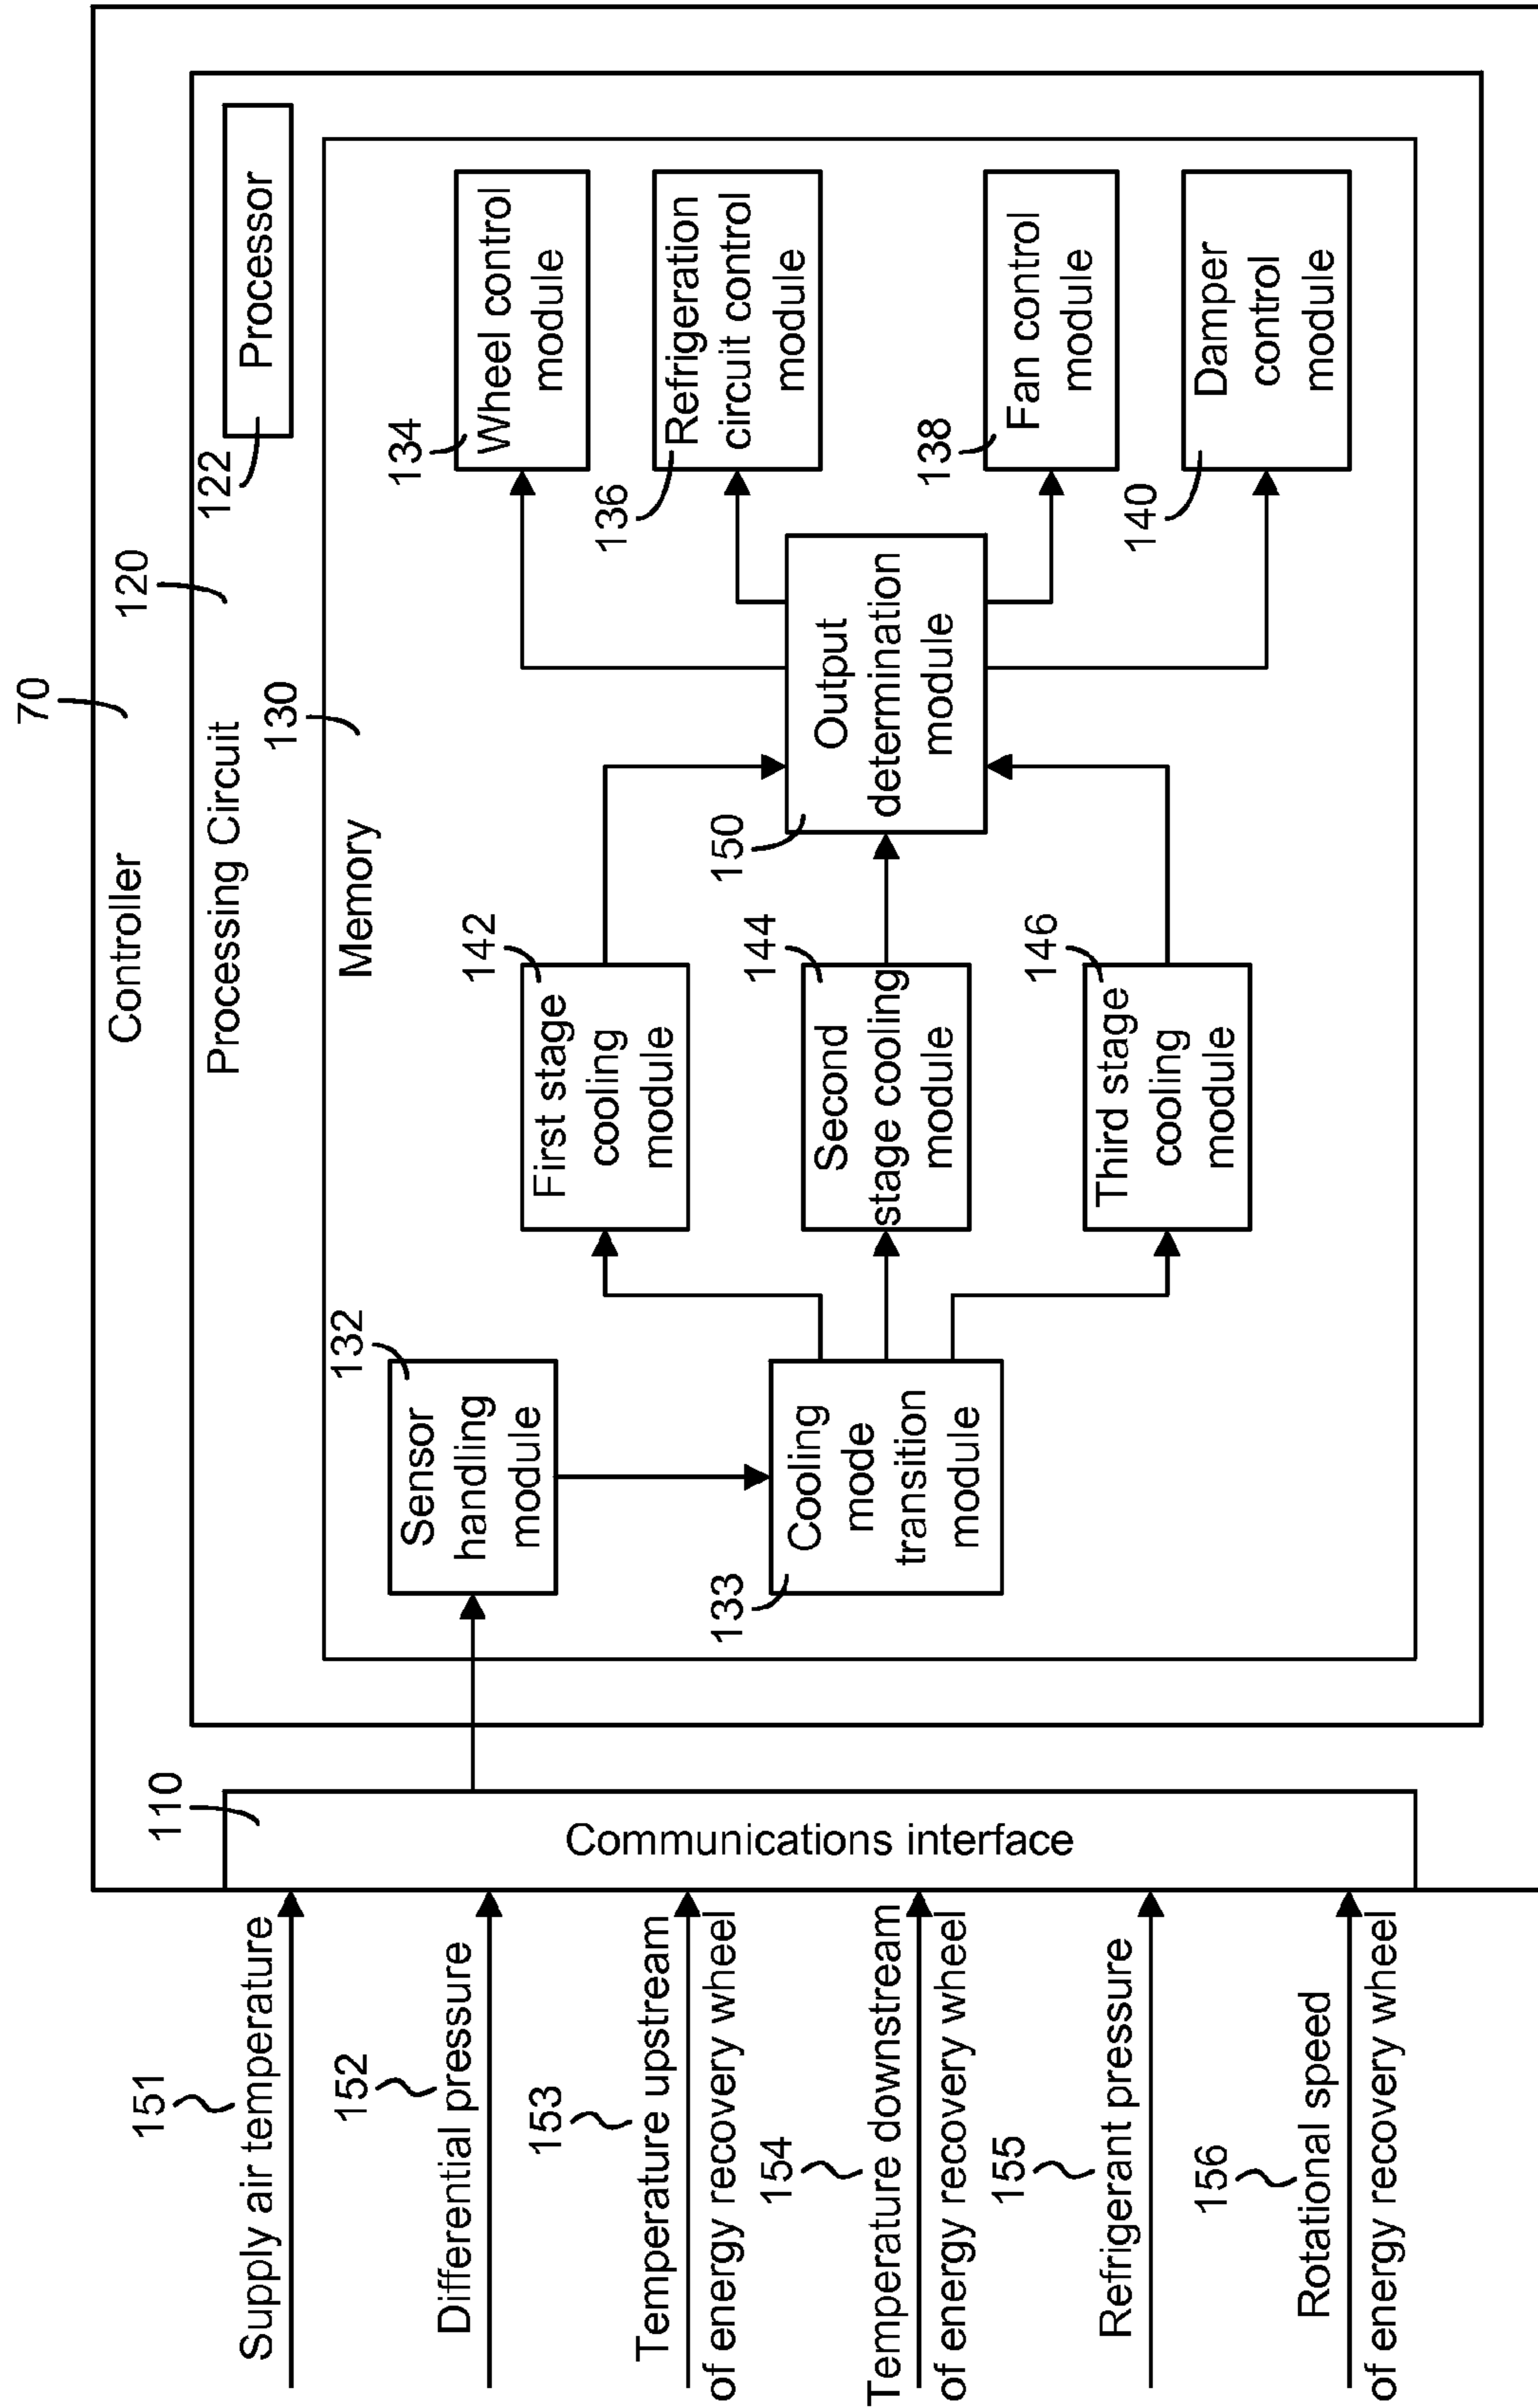 70
Controller
120
Processing Circuit
122
Processor
130
Memory
110
Communications interface
151
Supply air temperature
152
Differential pressure
153
Temperature upstream
of energy recovery wheel
154
Temperature downstream
of energy recovery wheel
155
Refrigerant pressure
156
Rotational speed
of energy recovery wheel
132
Sensor
handling
module
133
Cooling
mode
transition
module
142
First stage
cooling
module
144
Second
stage cooling
module
146
Third stage
cooling
module
150
Output
determination
module
134
Wheel control
module
136
Refrigeration
circuit control
module
138
Fan control
module
140
Damper
control
module